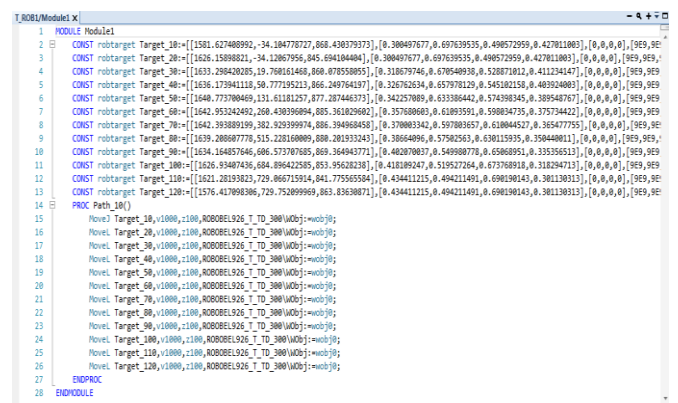 T_ROB1/Module1 X
1 MODULE Module1
2 CONST robtarget Target_10:=[[1581.627408992,-34.104778727,868.430379373],[0.300497677,0.697639535,0.490572959,0.427011003],[0,0,0,0],[9E9,9E
3 CONST robtarget Target_20:=[[1626.15898821,-34.12067956,845.694104404],[0.300497677,0.697639535,0.490572959,0.427011003],[0,0,0,0],[9E9,9E9,
4 CONST robtarget Target_30:=[[1633.298420285,19.760161468,860.078558055],[0.318679746,0.670540938,0.528871012,0.411234147],[0,0,0,0],[9E9,9E9
5 CONST robtarget Target_40:=[[1636.173941118,50.777195213,866.249764197],[0.326762634,0.657978129,0.545102158,0.403924003],[0,0,0,0],[9E9,9E9
6 CONST robtarget Target_50:=[[1640.773700469,131.61181257,877.287446373],[0.342257089,0.633386442,0.574398345,0.389548767],[0,0,0,0],[9E9,9E9
7 CONST robtarget Target_60:=[[1642.953242492,260.430396094,885.361029602],[0.357680603,0.61093591,0.598034735,0.375734422],[0,0,0,0],[9E9,9E9
8 CONST robtarget Target_70:=[[1642.393889199,382.929399974,886.394968458],[0.370003342,0.597803657,0.610044527,0.365477755],[0,0,0,0],[9E9,9E
9 CONST robtarget Target_80:=[[1639.208607778,515.228160009,880.201933243],[0.38664096,0.57502563,0.630115935,0.350440011],[0,0,0,0],[9E9,9E9,
10 CONST robtarget Target_90:=[[1634.164857646,606.573707685,869.364943771],[0.402070037,0.549980778,0.65068951,0.335353613],[0,0,0,0],[9E9,9E9
11 CONST robtarget Target_100:=[[1626.93407436,684.896422585,853.95628238],[0.418109247,0.519527264,0.673768918,0.318294713],[0,0,0,0],[9E9,9E9
12 CONST robtarget Target_110:=[[1621.28193823,729.066715914,841.775565584],[0.434411215,0.494211491,0.690190143,0.301130313],[0,0,0,0],[9E9,9E
13 CONST robtarget Target_120:=[[1576.417098306,729.752099969,863.83630871],[0.434411215,0.494211491,0.690190143,0.301130313],[0,0,0,0],[9E9,9E
14 PROC Path_10()
15 MoveJ Target_10,v1000,z100,ROBOBEL926_T_TD_300\WObj:=wobj0;
16 MoveL Target_20,v1000,z100,ROBOBEL926_T_TD_300\WObj:=wobj0;
17 MoveL Target_30,v1000,z100,ROBOBEL926_T_TD_300\WObj:=wobj0;
18 MoveL Target_40,v1000,z100,ROBOBEL926_T_TD_300\WObj:=wobj0;
19 MoveL Target_50,v1000,z100,ROBOBEL926_T_TD_300\WObj:=wobj0;
20 MoveL Target_60,v1000,z100,ROBOBEL926_T_TD_300\WObj:=wobj0;
21 MoveL Target_70,v1000,z100,ROBOBEL926_T_TD_300\WObj:=wobj0;
22 MoveL Target_80,v1000,z100,ROBOBEL926_T_TD_300\WObj:=wobj0;
23 MoveL Target_90,v1000,z100,ROBOBEL926_T_TD_300\WObj:=wobj0;
24 MoveL Target_100,v1000,z100,ROBOBEL926_T_TD_300\WObj:=wobj0;
25 MoveL Target_110,v1000,z100,ROBOBEL926_T_TD_300\WObj:=wobj0;
26 MoveL Target_120,v1000,z100,ROBOBEL926_T_TD_300\WObj:=wobj0;
27 ENDPROC
28 ENDMODULE